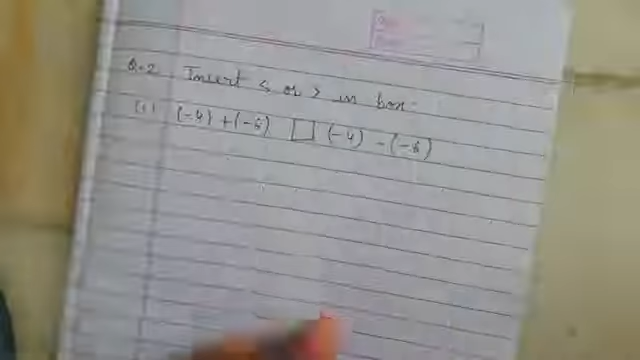 Q.2. Insert < or > in box.
(i) (-4) + (-6) □ (-4) - (-6)